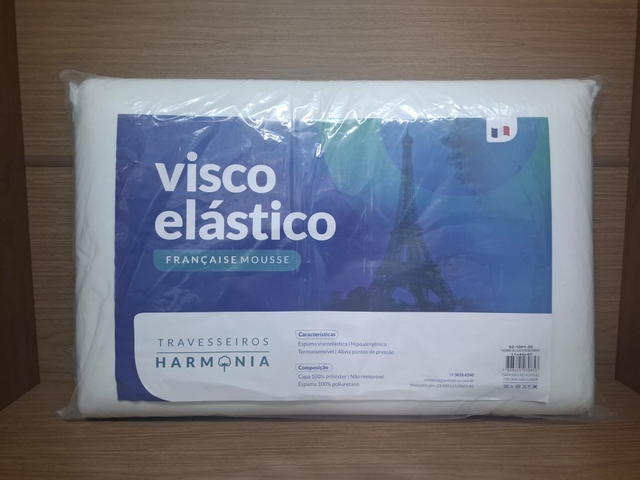 visco
elástico
FRANÇAISE MOUSSE
TRAVESSEIROS
HARMONIA
Características
Espuma viscoelástica | Hipoalergênica
Termossensível | Alivia pontos de pressão
Composição
Capa 100% poliéster | Não removível
Espuma 100% poliuretano